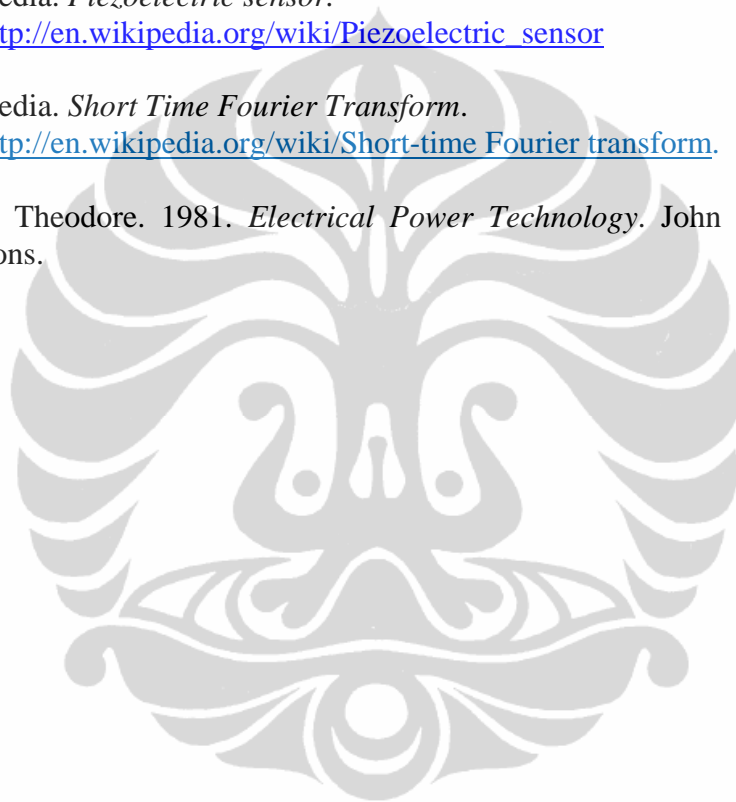 edia. Piezoelectric sensor.
tp://en.wikipedia.org/wiki/Piezoelectric_sensor
edia. Short Time Fourier Transform.
tp://en.wikipedia.org/wiki/Short-time Fourier transform.
Theodore. 1981. Electrical Power Technology. John
ons.